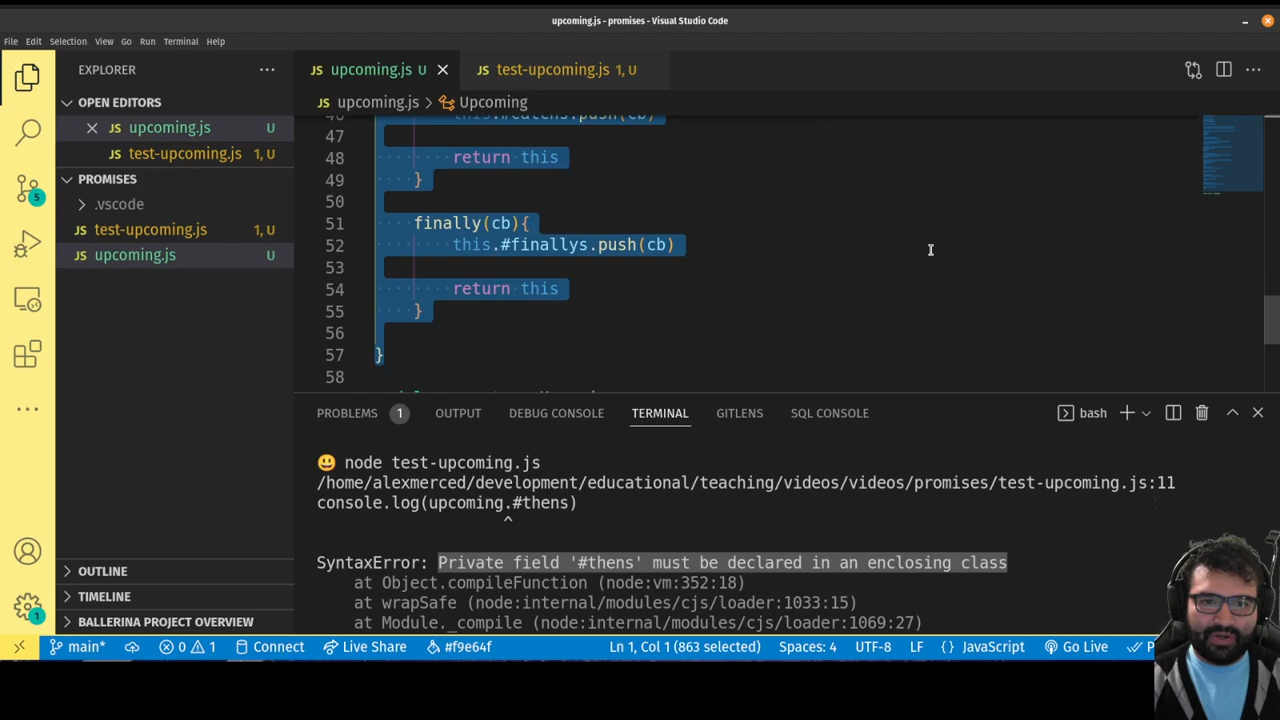 upcoming.js - promises - Visual Studio Code
File Edit Selection View Go Run Terminal Help
EXPLORER
OPEN EDITORS
upcoming.js U
JS test-upcoming.js 1, U
PROMISES
.vscode
JS test-upcoming.js 1, U
JS upcoming.js U
OUTLINE
TIMELINE
BALLERINA PROJECT OVERVIEW
5
1
JS upcoming.js U JS test-upcoming.js 1, U
JS upcoming.js > Upcoming
46 this.#catchs.push(cb)
47
48 return this
49 }
50
51 finally(cb){
52 this.#finallys.push(cb)
53
54 return this
55 }
56
57 }
58
PROBLEMS 1 OUTPUT DEBUG CONSOLE TERMINAL GITLENS SQL CONSOLE bash
node test-upcoming.js
/home/alexmerced/development/educational/teaching/videos/videos/promises/test-upcoming.js:11
console.log(upcoming.#thens)
^
SyntaxError: Private field '#thens' must be declared in an enclosing class
at Object.compileFunction (node:vm:352:18)
at wrapSafe (node:internal/modules/cjs/loader:1033:15)
at Module._compile (node:internal/modules/cjs/loader:1069:27)
main* 0 1 Connect Live Share #f9e64f Ln 1, Col 1 (863 selected) Spaces: 4 UTF-8 LF {} JavaScript Go Live